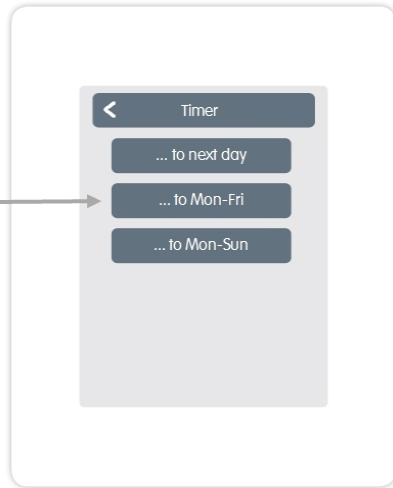 Timer
... to next day
... to Mon-Fri
... to Mon-Sun